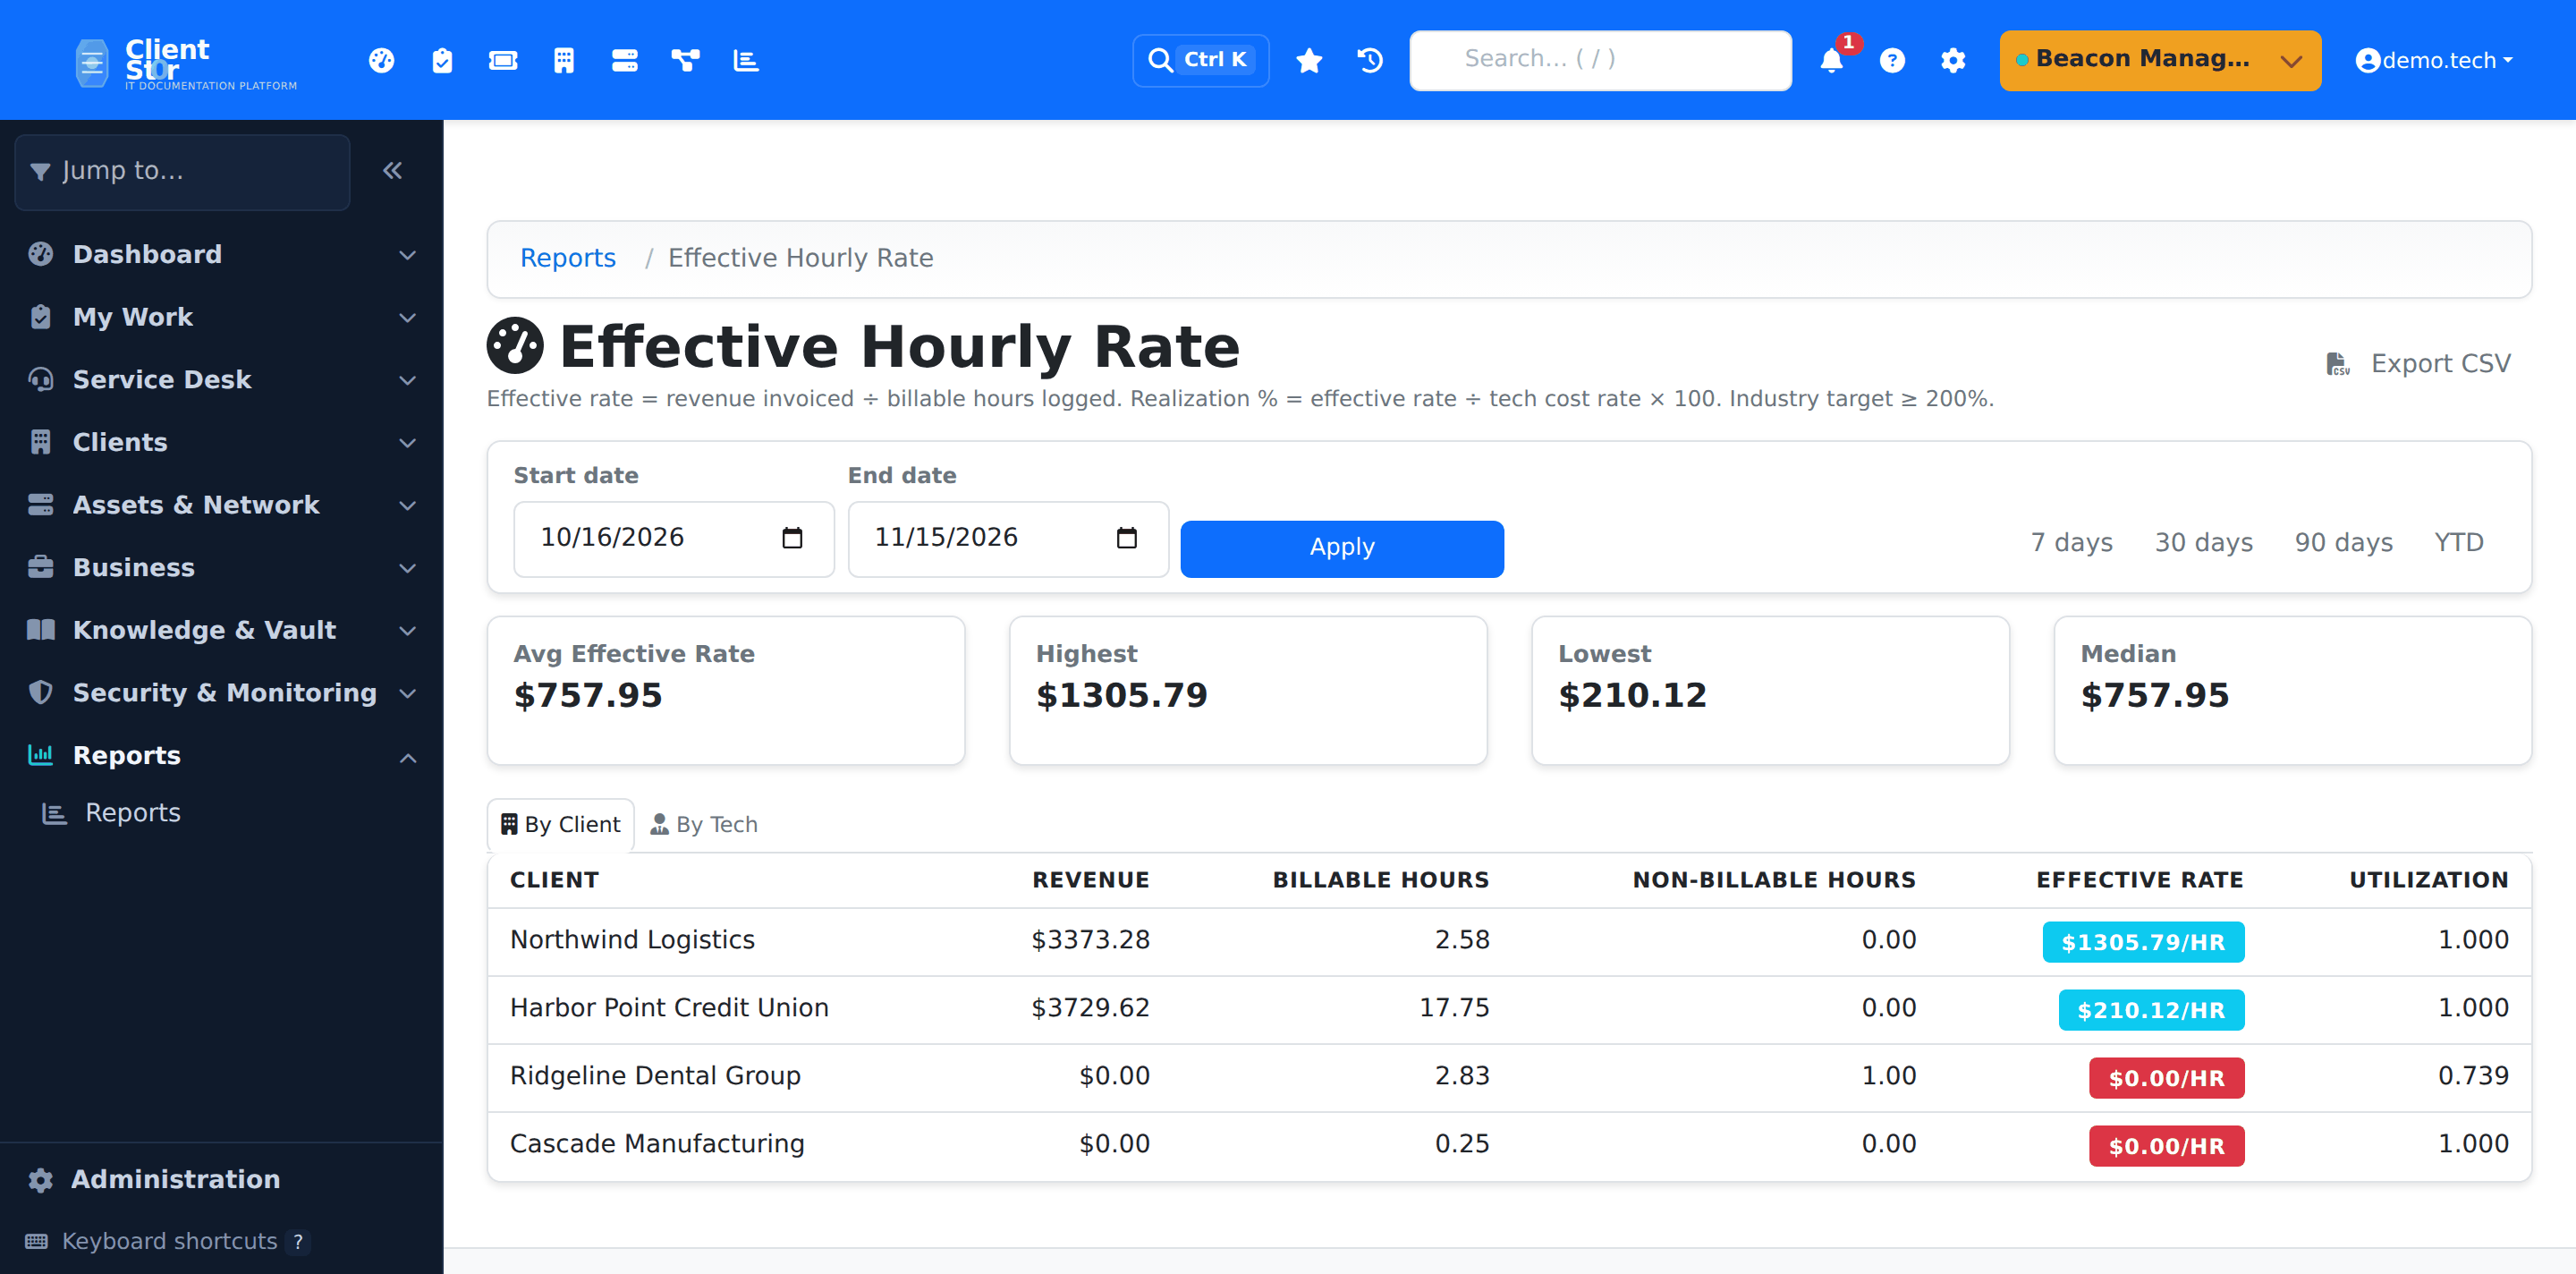 Client
St0r
IT DOCUMENTATION PLATFORM
Ctrl K
Search... ( / )
1
Beacon Manag...
demo.tech
Jump to...
Dashboard
My Work
Service Desk
Clients
Assets & Network
Business
Knowledge & Vault
Security & Monitoring
Reports
Reports
Administration
Keyboard shortcuts ?
Reports / Effective Hourly Rate
Effective Hourly Rate
Export CSV
Effective rate = revenue invoiced ÷ billable hours logged. Realization % = effective rate ÷ tech cost rate × 100. Industry target ≥ 200%.
Start date End date
10/16/2026 11/15/2026 Apply 7 days 30 days 90 days YTD
Avg Effective Rate Highest Lowest Median
$757.95 $1305.79 $210.12 $757.95
By Client By Tech
CLIENT REVENUE BILLABLE HOURS NON-BILLABLE HOURS EFFECTIVE RATE UTILIZATION
Northwind Logistics $3373.28 2.58 0.00 $1305.79/HR 1.000
Harbor Point Credit Union $3729.62 17.75 0.00 $210.12/HR 1.000
Ridgeline Dental Group $0.00 2.83 1.00 $0.00/HR 0.739
Cascade Manufacturing $0.00 0.25 0.00 $0.00/HR 1.000